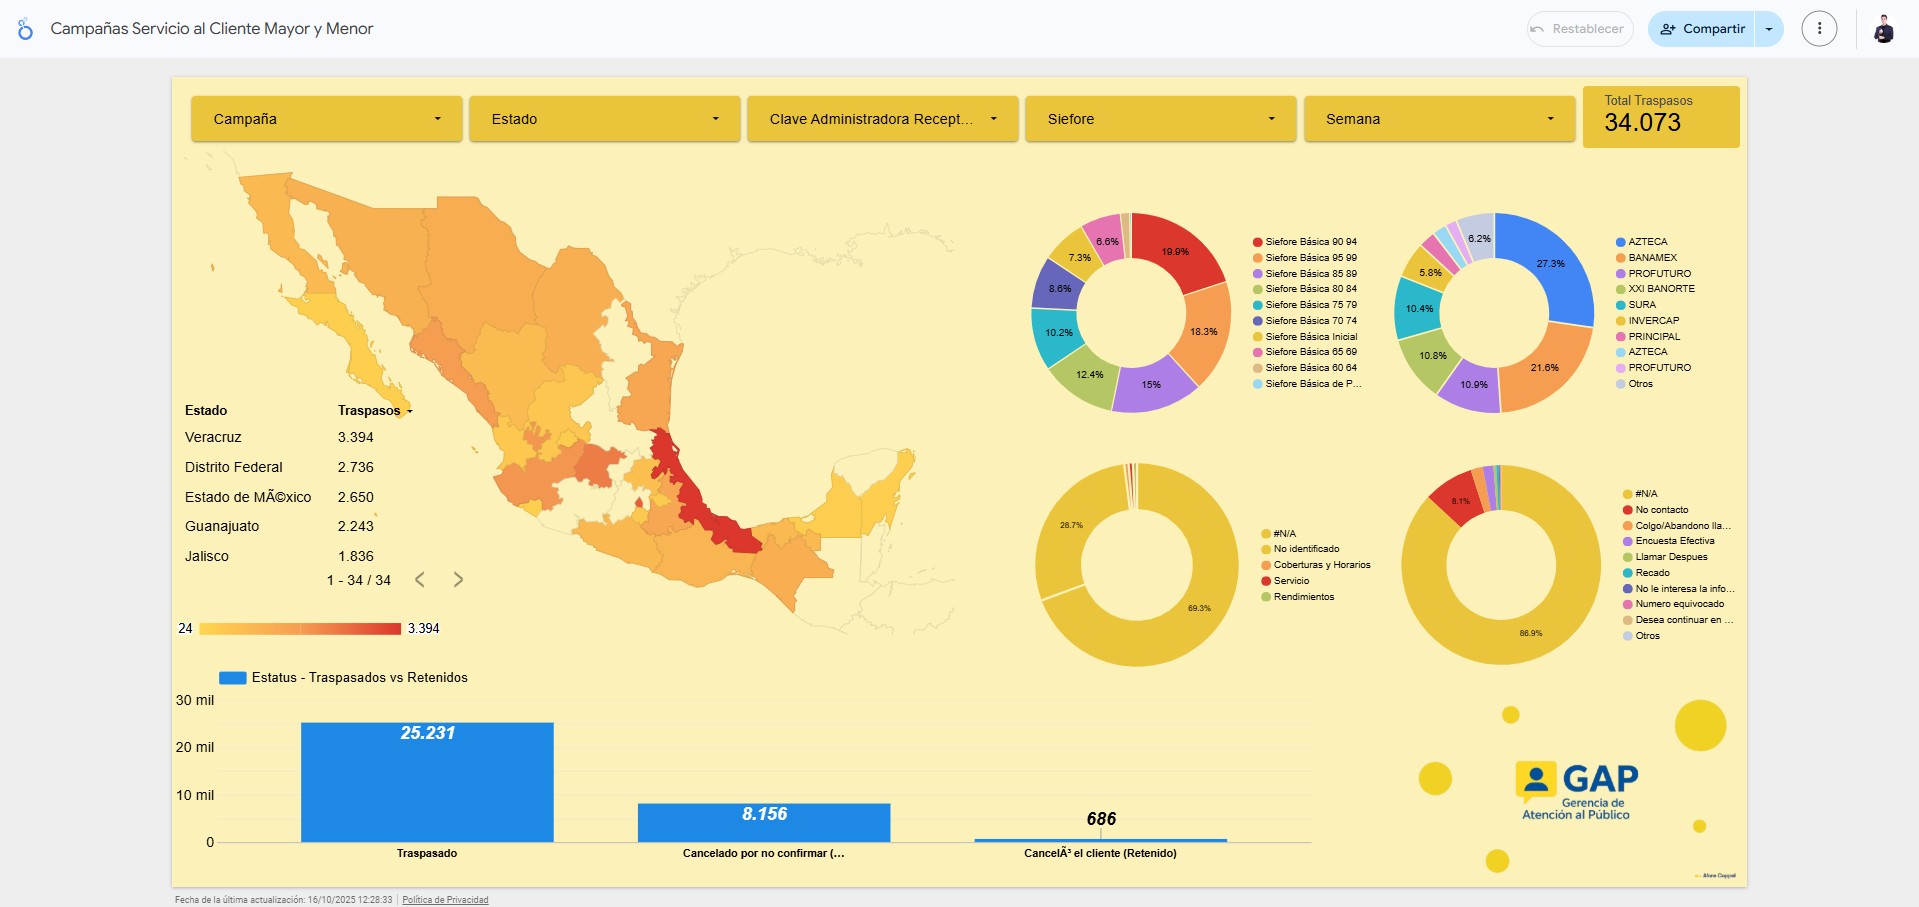 Campañas Servicio al Cliente Mayor y Menor
Restablecer
Compartir
Campaña
Estado
Clave Administradora Recept...
Siefore
Semana
Total Traspasos
34.073
Estado Traspasos
Veracruz 3.394
Distrito Federal 2.736
Estado de MÃ©xico 2.650
Guanajuato 2.243
Jalisco 1.836
1 - 34 / 34
24 3.394
19.9%
18.3%
15%
12.4%
10.2%
8.6%
7.3%
6.6%
Siefore Básica 90 94
Siefore Básica 95 99
Siefore Básica 85 89
Siefore Básica 80 84
Siefore Básica 75 79
Siefore Básica 70 74
Siefore Básica Inicial
Siefore Básica 65 69
Siefore Básica 60 64
Siefore Básica de P...
27.3%
21.6%
10.9%
10.8%
10.4%
5.8%
6.2%
AZTECA
BANAMEX
PROFUTURO
XXI BANORTE
SURA
INVERCAP
PRINCIPAL
AZTECA
PROFUTURO
Otros
28.7%
69.3%
#N/A
No identificado
Coberturas y Horarios
Servicio
Rendimientos
8.1%
86.9%
#N/A
No contacto
Colgo/Abandono lla...
Encuesta Efectiva
Llamar Despues
Recado
No le interesa la info...
Numero equivocado
Desea continuar en ...
Otros
Estatus - Traspasados vs Retenidos
30 mil
20 mil
10 mil
0
25.231
8.156
686
Traspasado
Cancelado por no confirmar (...
CancelÃ³ el cliente (Retenido)
GAP
Gerencia de
Atención al Público
Afore Coppel
Fecha de la última actualización: 16/10/2025 12:28:33
Política de Privacidad